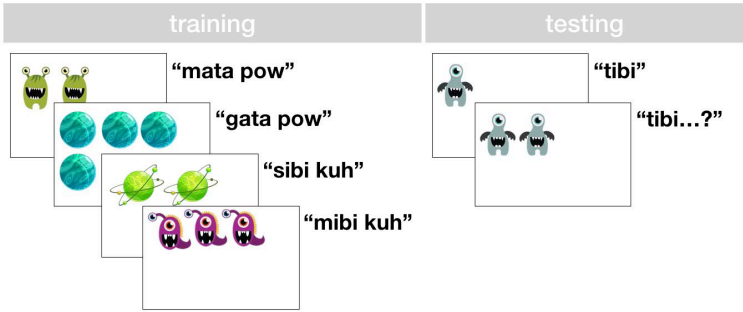 training
testing
“mata pow”
“gata pow”
“sibi kuh”
“mibi kuh”
“tibi”
“tibi...?”